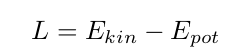 L = E_{kin} − E_{pot}